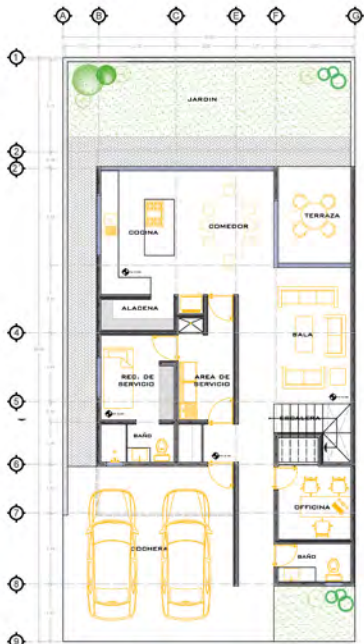 A B C E F G
1
JARDIN
2
2'
TERRAZA
COCINA COMEDOR
ALACENA
4
SALA
REC. DE
SERVICIO
AREA DE
SERVICIO
5
ESCALERA
BAÑO
6
OFFICINA
7
COCHERA
BAÑO
8
9